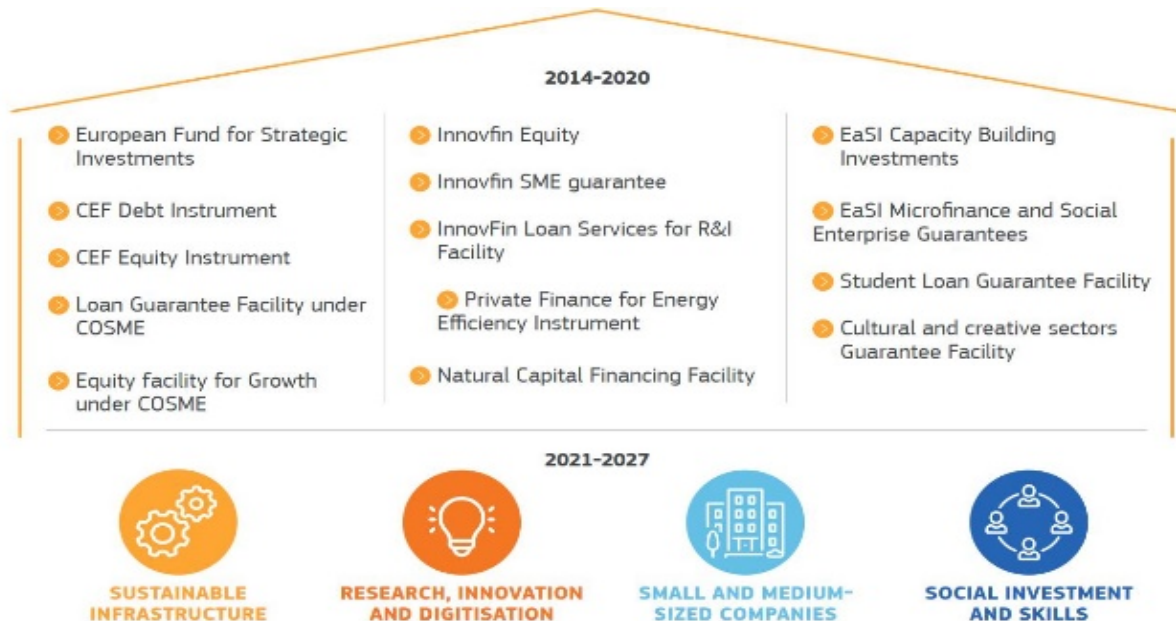 2014-2020
European Fund for Strategic
Investments
CEF Debt Instrument
CEF Equity Instrument
Loan Guarantee Facility under
COSME
Equity facility for Growth
under COSME
Innovfin Equity
Innovfin SME guarantee
InnovFin Loan Services for R&I
Facility
Private Finance for Energy
Efficiency Instrument
Natural Capital Financing Facility
EaSI Capacity Building
Investments
EaSI Microfinance and Social
Enterprise Guarantees
Student Loan Guarantee Facility
Cultural and creative sectors
Guarantee Facility
2021-2027
SUSTAINABLE
INFRASTRUCTURE
RESEARCH, INNOVATION
AND DIGITISATION
SMALL AND MEDIUM-
SIZED COMPANIES
SOCIAL INVESTMENT
AND SKILLS